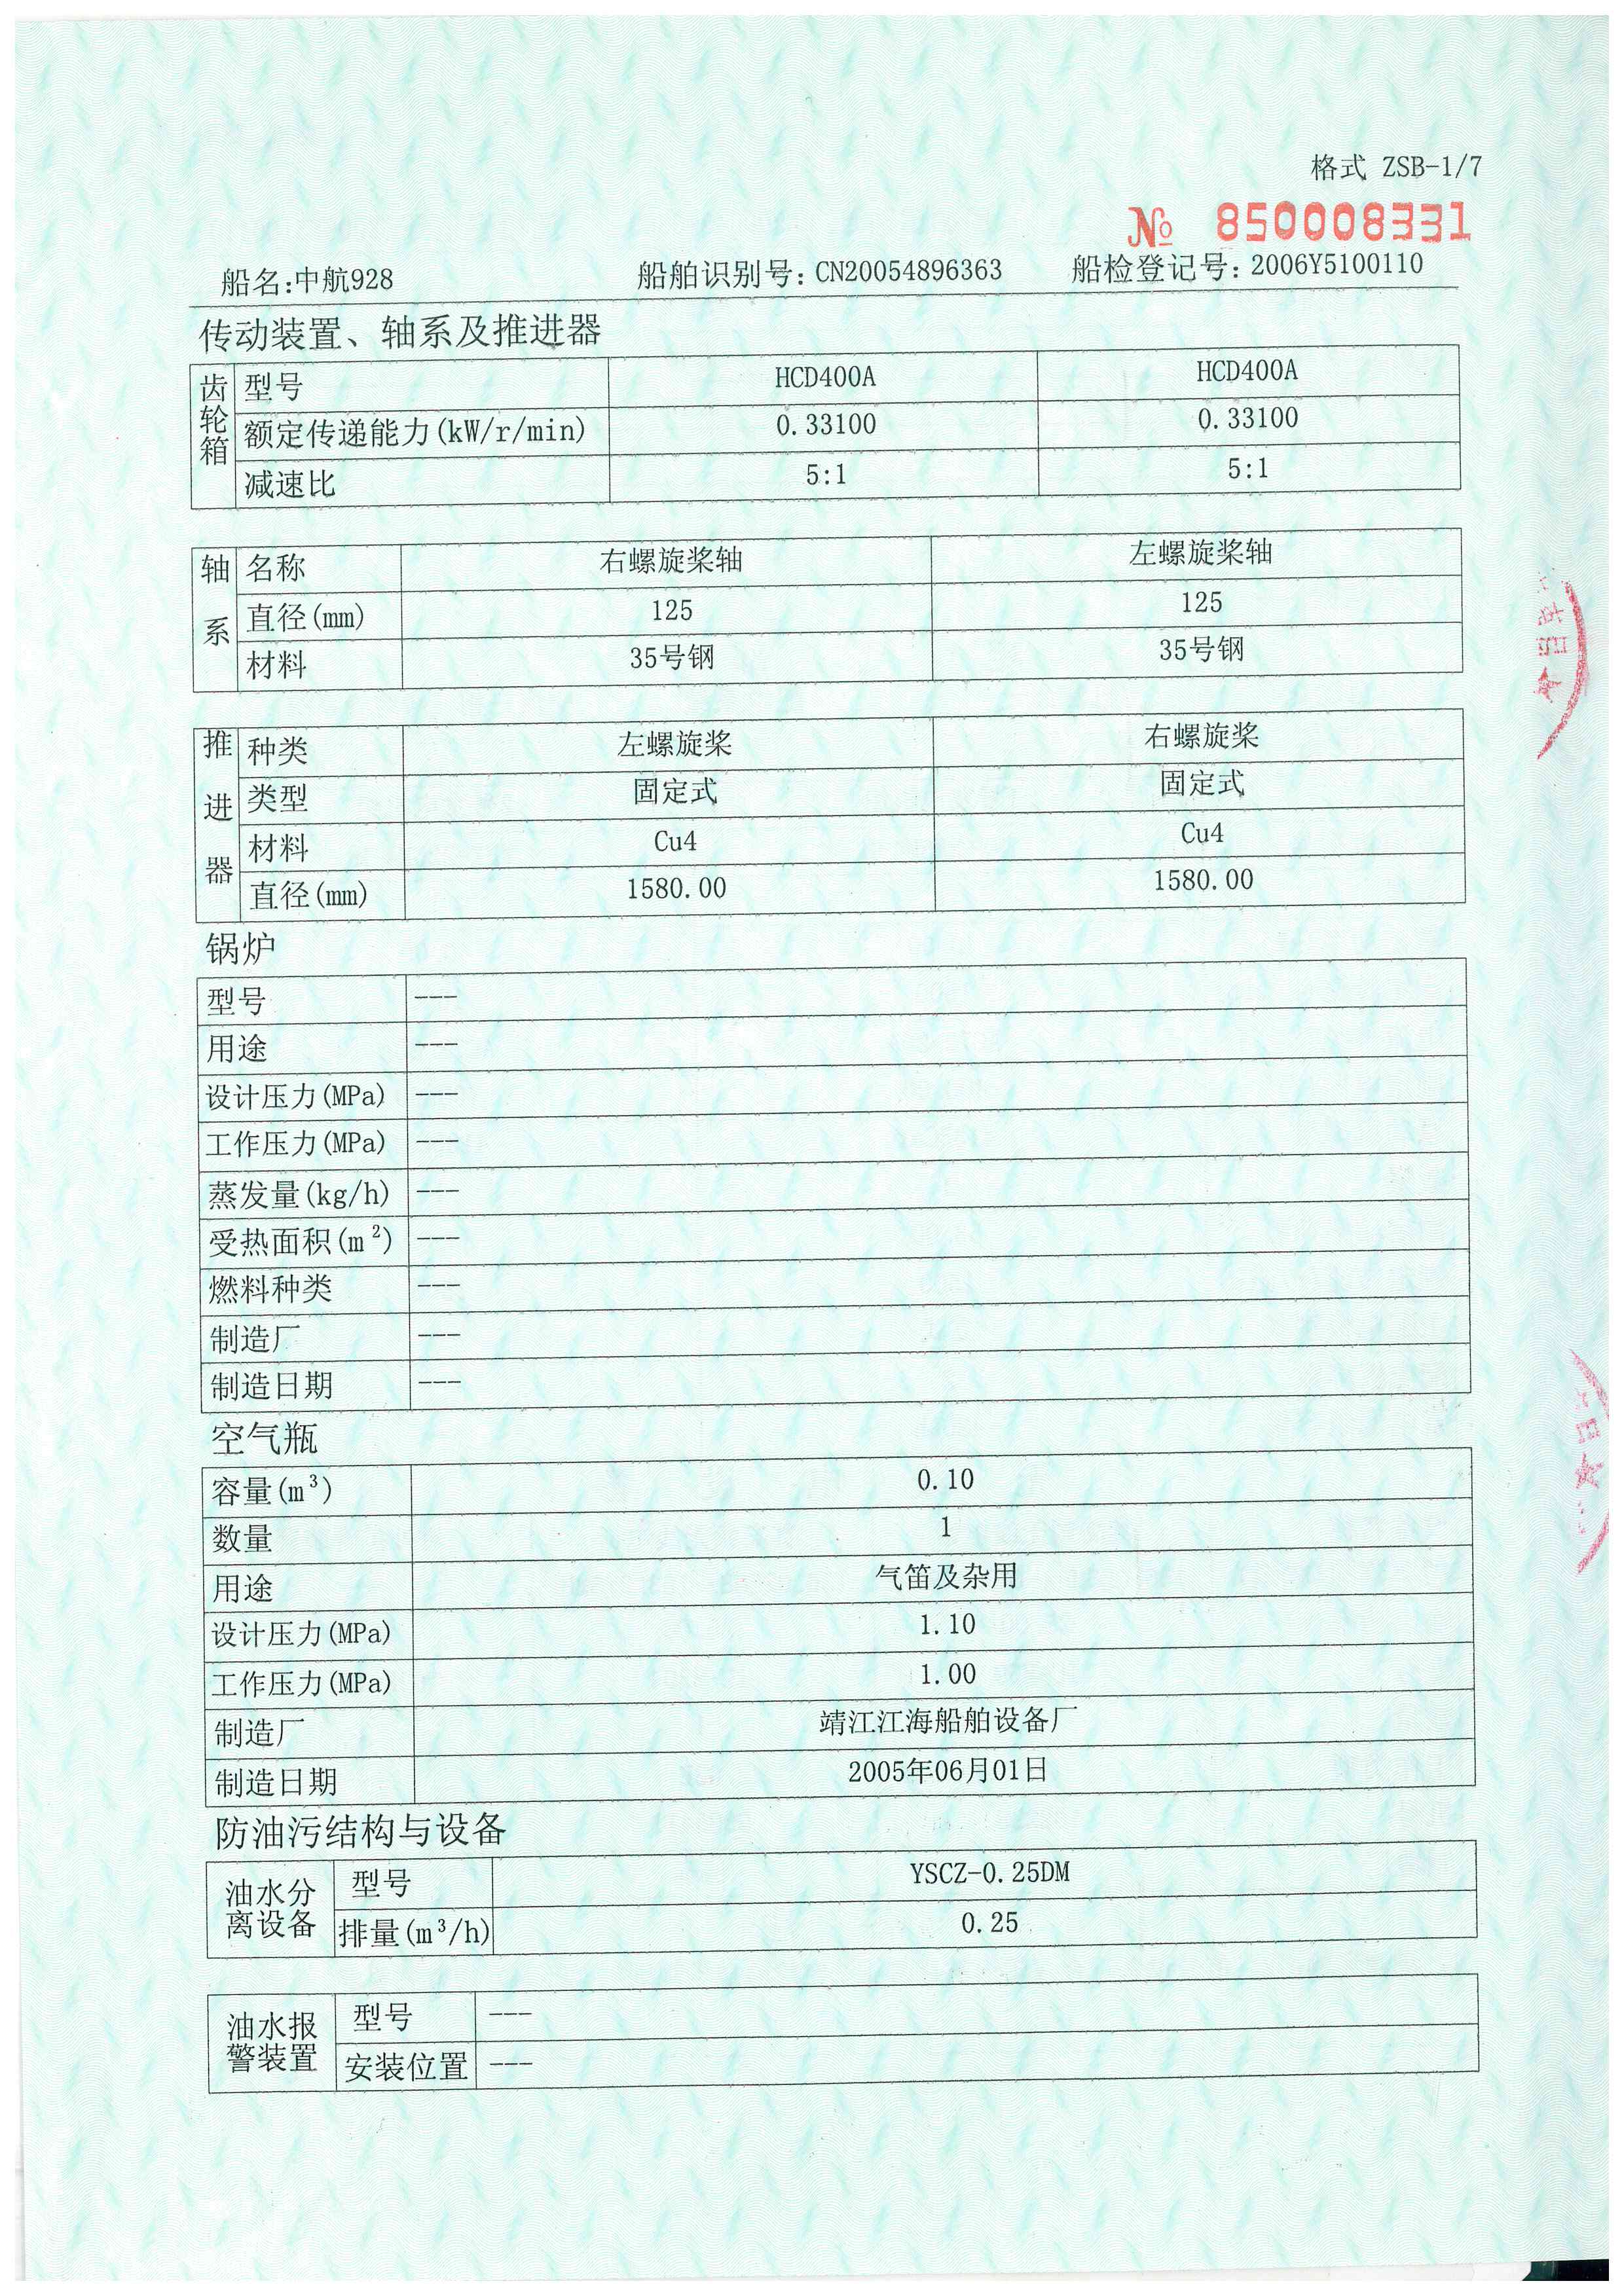 格式 ZSB-1/7
№ 850008331
船名:中航928 船舶识别号: CN20054896363 船检登记号: 2006Y5100110
传动装置、轴系及推进器
齿轮箱
型号 HCD400A HCD400A
额定传递能力(kW/r/min) 0.33100 0.33100
减速比 5:1 5:1
轴系
名称 右螺旋桨轴 左螺旋桨轴
直径(mm) 125 125
材料 35号钢 35号钢
推进器
种类 左螺旋桨 右螺旋桨
类型 固定式 固定式
材料 Cu4 Cu4
直径(mm) 1580.00 1580.00
锅炉
型号 ---
用途 ---
设计压力(MPa) ---
工作压力(MPa) ---
蒸发量(kg/h) ---
受热面积(m²) ---
燃料种类 ---
制造厂 ---
制造日期 ---
空气瓶
容量(m³) 0.10
数量 1
用途 气笛及杂用
设计压力(MPa) 1.10
工作压力(MPa) 1.00
制造厂 靖江江海船舶设备厂
制造日期 2005年06月01日
防油污结构与设备
油水分离设备
型号 YSCZ-0.25DM
排量(m³/h) 0.25
油水报警装置
型号 ---
安装位置 ---